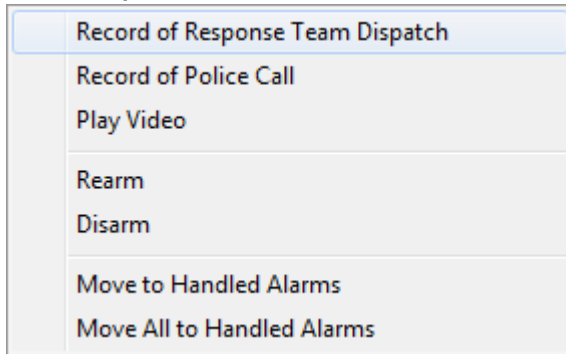 Record of Response Team Dispatch
Record of Police Call
Play Video
Rearm
Disarm
Move to Handled Alarms
Move All to Handled Alarms